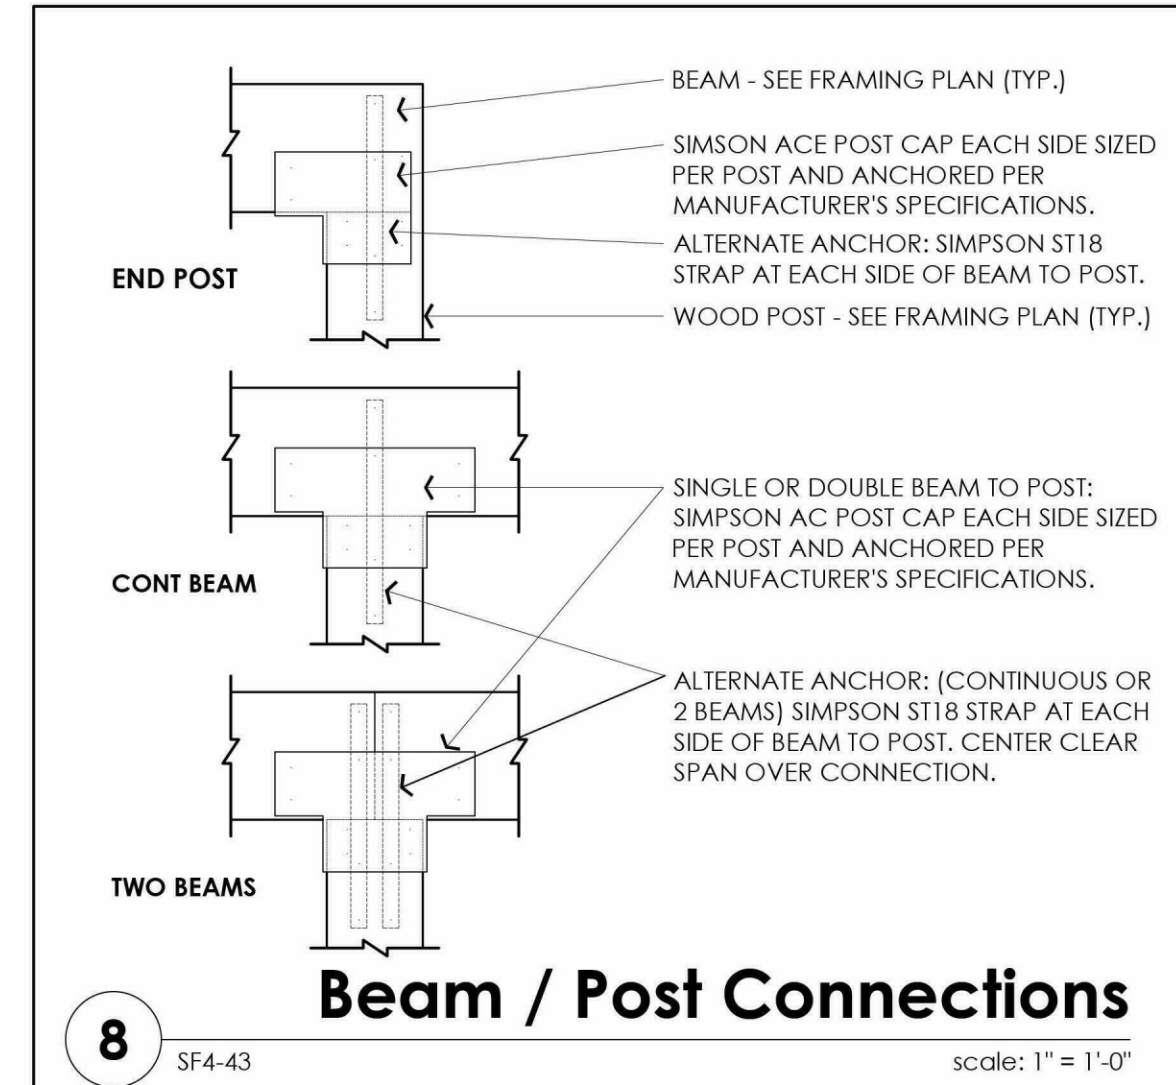 BEAM - SEE FRAMING PLAN (TYP.)
SIMSON ACE POST CAP EACH SIDE SIZED
PER POST AND ANCHORED PER
MANUFACTURER'S SPECIFICATIONS.
ALTERNATE ANCHOR: SIMPSON ST18
STRAP AT EACH SIDE OF BEAM TO POST.
END POST
WOOD POST - SEE FRAMING PLAN (TYP.)
SINGLE OR DOUBLE BEAM TO POST:
SIMPSON AC POST CAP EACH SIDE SIZED
PER POST AND ANCHORED PER
MANUFACTURER'S SPECIFICATIONS.
CONT BEAM
ALTERNATE ANCHOR: (CONTINUOUS OR
2 BEAMS) SIMPSON ST18 STRAP AT EACH
SIDE OF BEAM TO POST. CENTER CLEAR
SPAN OVER CONNECTION.
TWO BEAMS
Beam / Post Connections
8
SF4-43
scale: 1" = 1'-0"